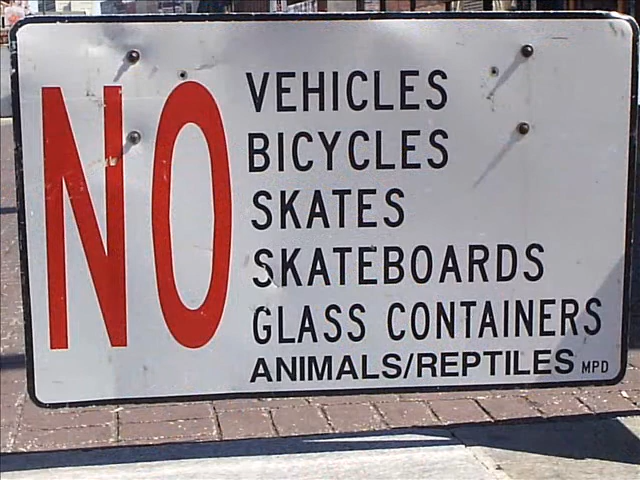 NO
VEHICLES
BICYCLES
SKATES
SKATEBOARDS
GLASS CONTAINERS
ANIMALS/REPTILES MPD